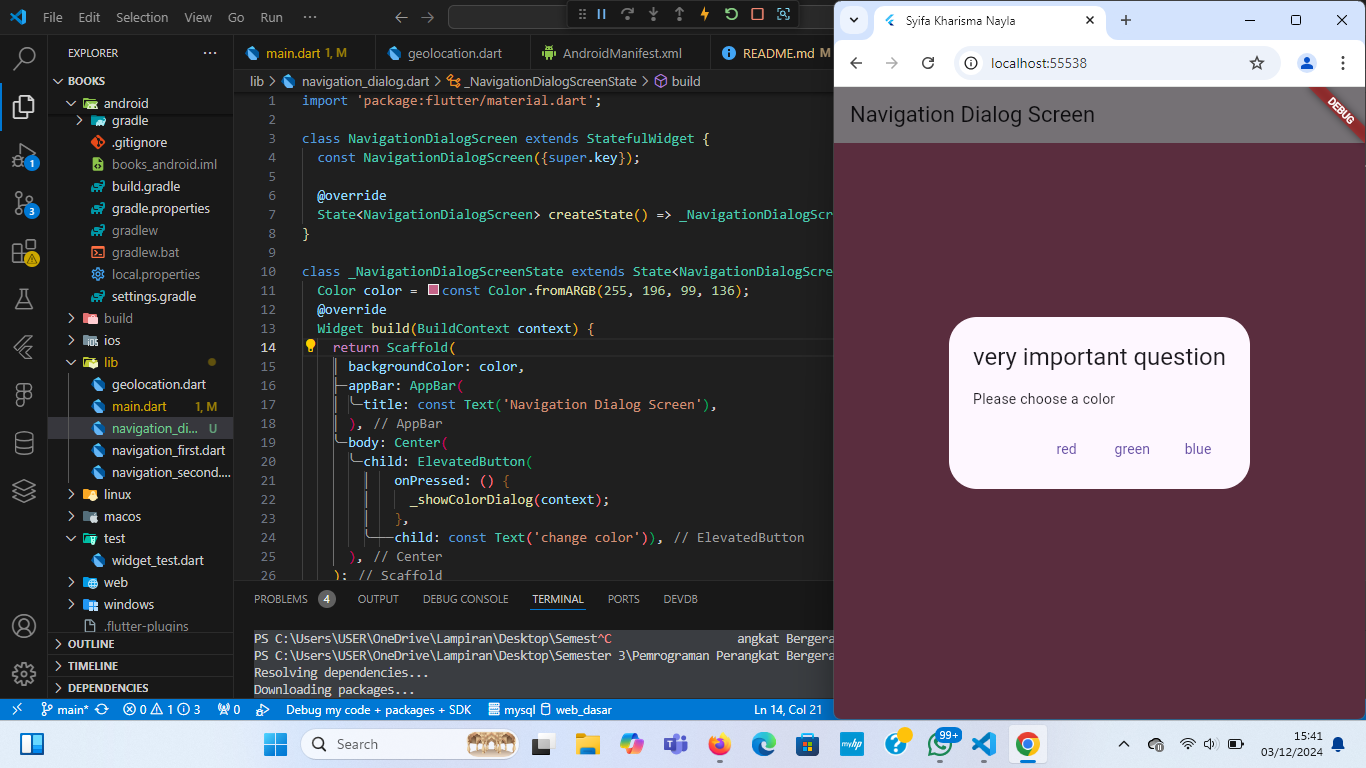 File Edit Selection View Go Run ···
EXPLORER
BOOKS
android
gradle
.gitignore
books_android.iml
build.gradle
gradle.properties
gradlew
gradlew.bat
local.properties
settings.gradle
build
ios
lib
geolocation.dart
main.dart 1, M
navigation_di... U
navigation_first.dart
navigation_second....
linux
macos
test
widget_test.dart
web
windows
.flutter-plugins
OUTLINE
TIMELINE
DEPENDENCIES
1
3
main.dart 1, M
geolocation.dart
AndroidManifest.xml
README.md M
lib > navigation_dialog.dart > _NavigationDialogScreenState > build
1 import 'package:flutter/material.dart';
2
3 class NavigationDialogScreen extends StatefulWidget {
4 const NavigationDialogScreen({super.key});
5
6 @override
7 State<NavigationDialogScreen> createState() => _NavigationDialogScre
8 }
9
10 class _NavigationDialogScreenState extends State<NavigationDialogScre
11 Color color = const Color.fromARGB(255, 196, 99, 136);
12 @override
13 Widget build(BuildContext context) {
14 return Scaffold(
15 backgroundColor: color,
16 appBar: AppBar(
17 title: const Text('Navigation Dialog Screen'),
18 ), // AppBar
19 body: Center(
20 child: ElevatedButton(
21 onPressed: () {
22 _showColorDialog(context);
23 },
24 child: const Text('change color')), // ElevatedButton
25 ), // Center
26 ); // Scaffold
PROBLEMS 4 OUTPUT DEBUG CONSOLE TERMINAL PORTS DEVDB
PS C:\Users\USER\OneDrive\Lampiran\Desktop\Semest^C angkat Bergera
PS C:\Users\USER\OneDrive\Lampiran\Desktop\Semester 3\Pemrograman Perangkat Bergera
Resolving dependencies...
Downloading packages...
main* 0 1 3 0 Debug my code + packages + SDK mysql web_dasar Ln 14, Col 21
Syifa Kharisma Nayla
localhost:55538
Navigation Dialog Screen
DEBUG
very important question
Please choose a color
red green blue
Search
myhp
99+
15:41
03/12/2024